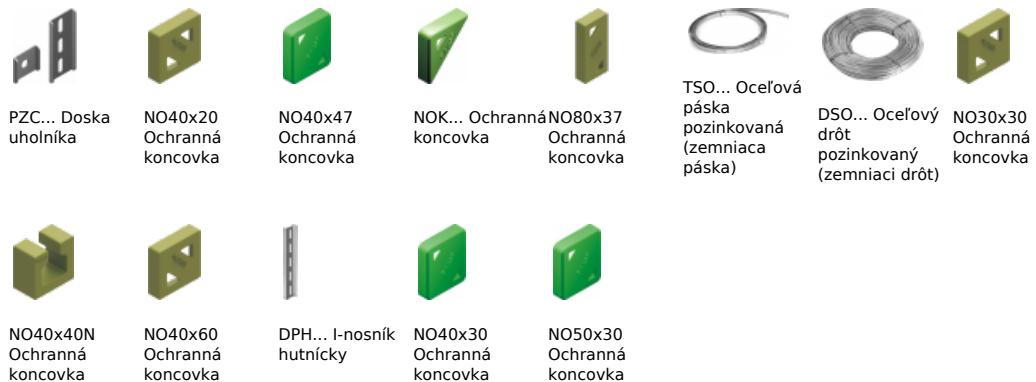 PZC... Doska
uholníka
NO40x20
Ochranná
koncovka
NO40x47
Ochranná
koncovka
NOK... Ochranná
koncovka
NO80x37
Ochranná
koncovka
TSO... Oceľová
páska
pozinkovaná
(zemniaca
páska)
DSO... Oceľový
drôt
pozinkovaný
(zemniaci drôt)
NO30x30
Ochranná
koncovka
NO40x40N
Ochranná
koncovka
NO40x60
Ochranná
koncovka
DPH... I-nosník
hutnícky
NO40x30
Ochranná
koncovka
NO50x30
Ochranná
koncovka